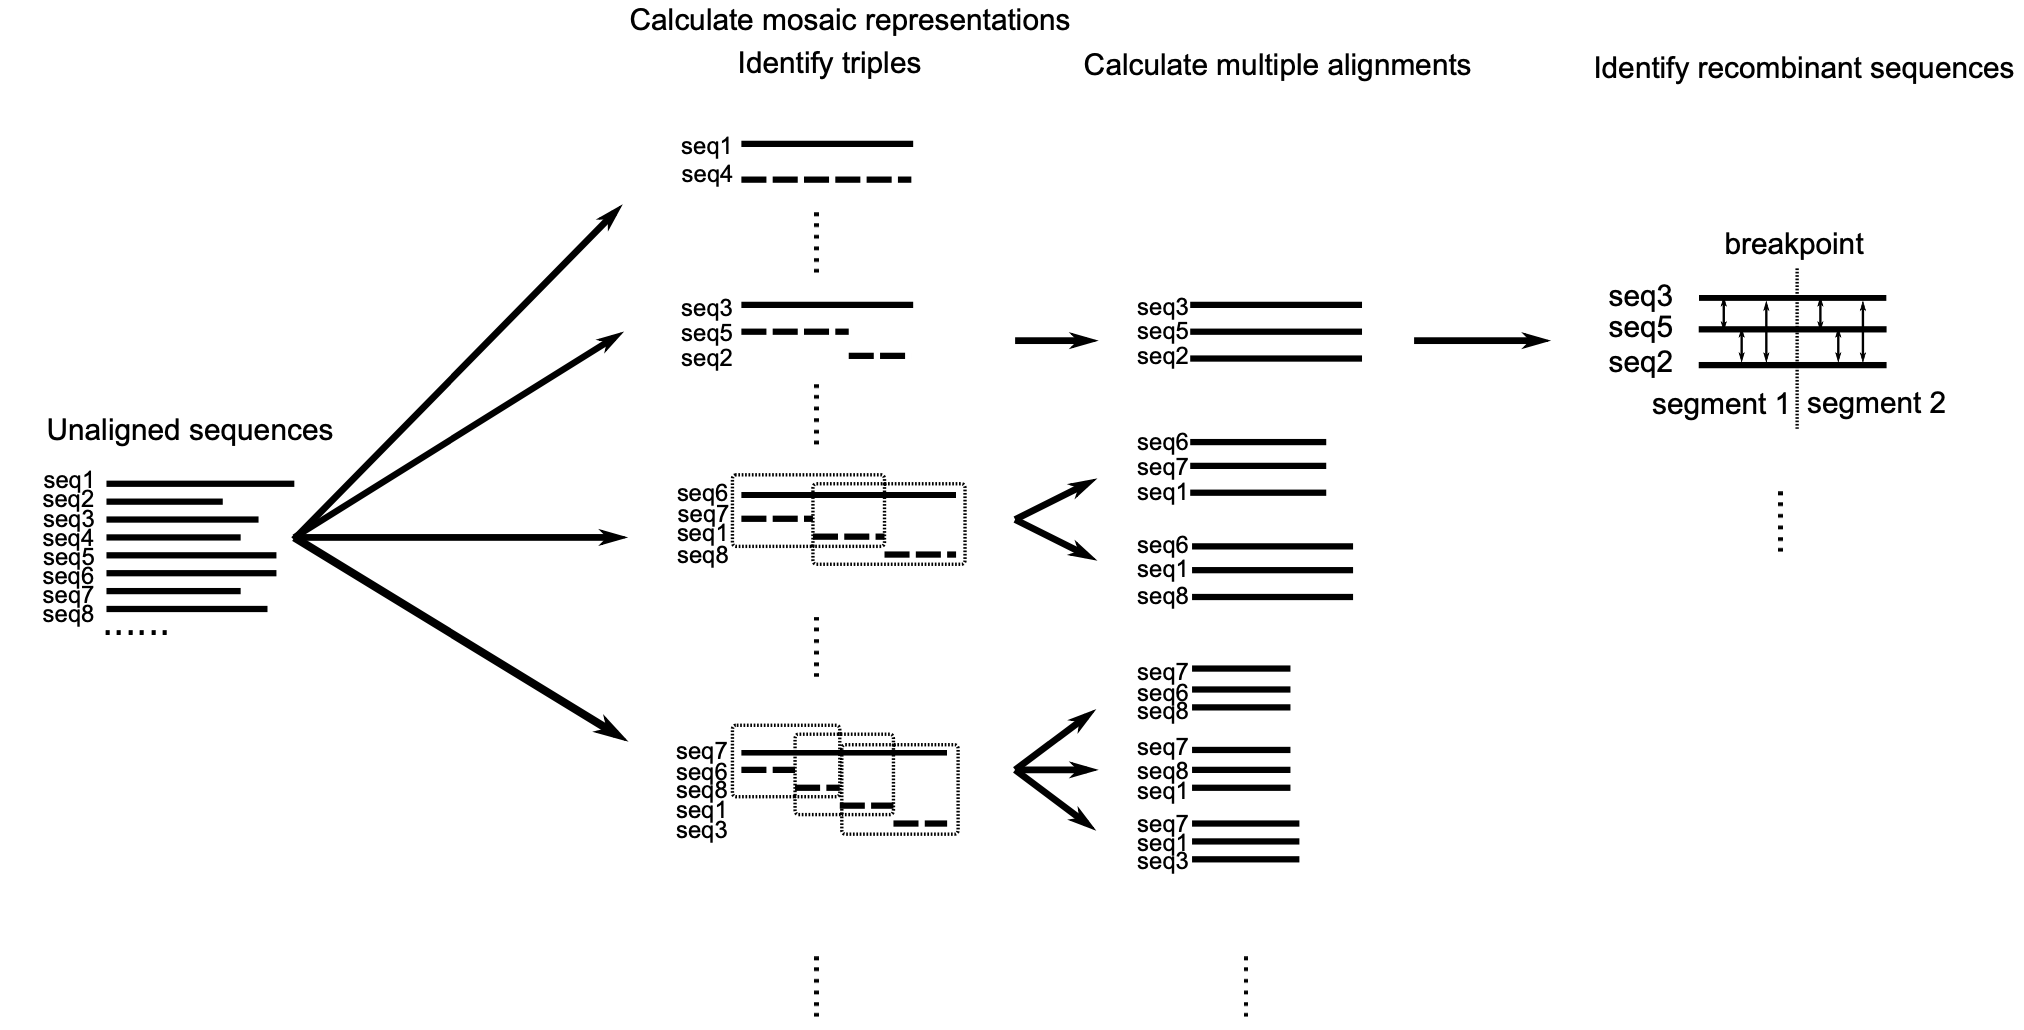 Calculate mosaic representations
Identify triples
Calculate multiple alignments
Identify recombinant sequences
Unaligned sequences
seq1
seq2
seq3
seq4
seq5
seq6
seq7
seq8
seq1
seq4
seq3
seq5
seq2
seq6
seq7
seq1
seq8
seq7
seq6
seq8
seq1
seq3
seq3
seq5
seq2
seq6
seq7
seq1
seq6
seq1
seq8
seq7
seq6
seq8
seq7
seq8
seq1
seq7
seq1
seq3
breakpoint
seq3
seq5
seq2
segment 1 segment 2